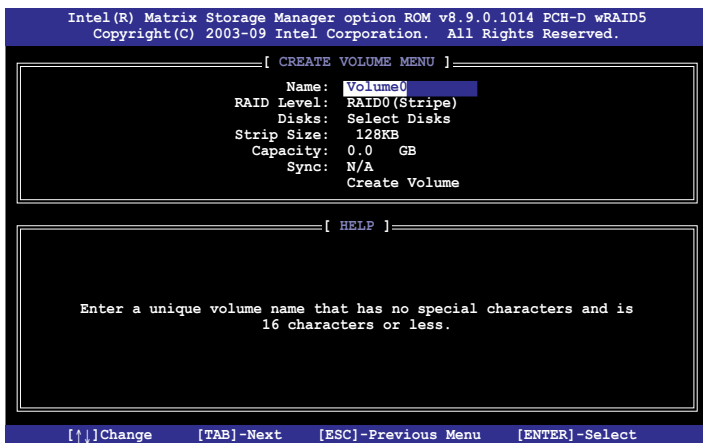 Intel(R) Matrix Storage Manager option ROM v8.9.0.1014 PCH-D wRAID5
Copyright(C) 2003-09 Intel Corporation. All Rights Reserved.
[ CREATE VOLUME MENU ]
Name: Volume0
RAID Level: RAID0(Stripe)
Disks: Select Disks
Strip Size: 128KB
Capacity: 0.0 GB
Sync: N/A
Create Volume
[ HELP ]
Enter a unique volume name that has no special characters and is
16 characters or less.
[↑↓]Change [TAB]-Next [ESC]-Previous Menu [ENTER]-Select